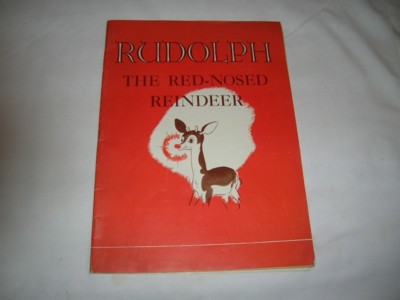 RUDOLPH
THE RED-NOSED
REINDEER